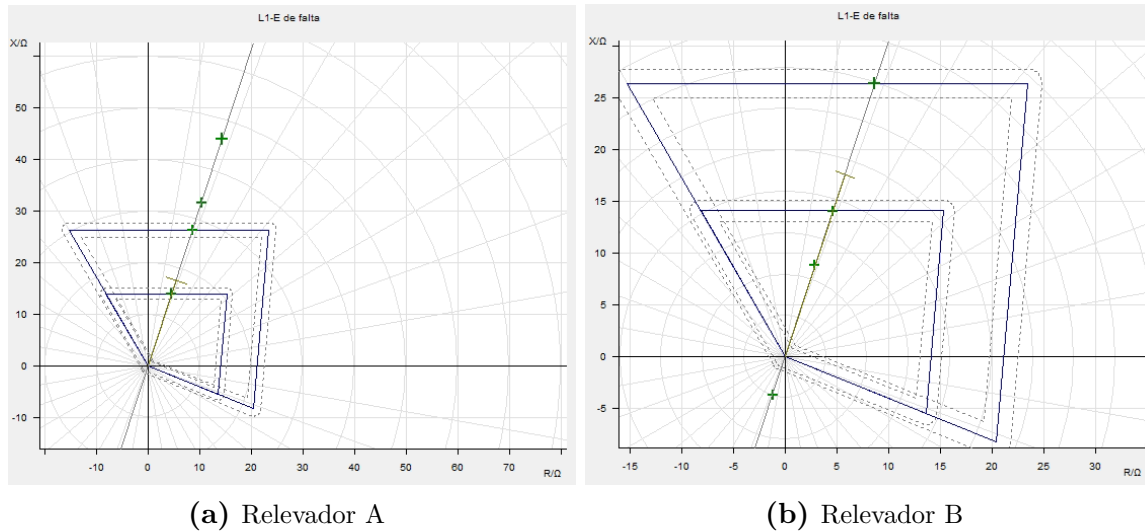 L1-E de falta
X/Ω
50
40
30
20
10
0
-10
-10 0 10 20 30 40 50 60 70
R/Ω
(a) Relevador A
L1-E de falta
X/Ω
25
20
15
10
5
0
-5
-15 -10 -5 0 5 10 15 20 25 30
R/Ω
(b) Relevador B